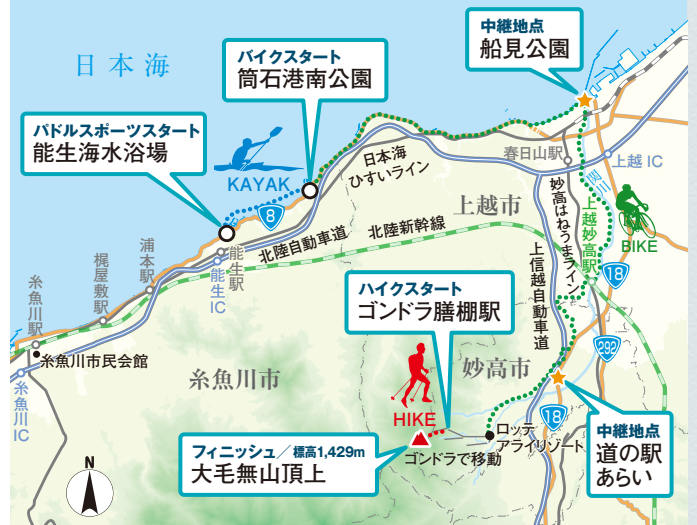 日本海
バイクスタート
筒石港南公園
中継地点
船見公園
パドルスポーツスタート
能生海水浴場
KAYAK
8
日本海
ひすいライン
春日山駅
上越IC
関川
上越市
妙高はねうまライン
上越妙高駅
BIKE
18
北陸自動車道
北陸新幹線
上信越自動車道
能生駅
能生IC
浦本駅
梶屋敷駅
糸魚川駅
糸魚川市民会館
糸魚川IC
糸魚川市
ハイクスタート
ゴンドラ膳棚駅
妙高市
292
HIKE
18
中継地点
道の駅
あらい
ロッテ
アライリゾート
ゴンドラで移動
フィニッシュ/標高1,429m
大毛無山頂上
N